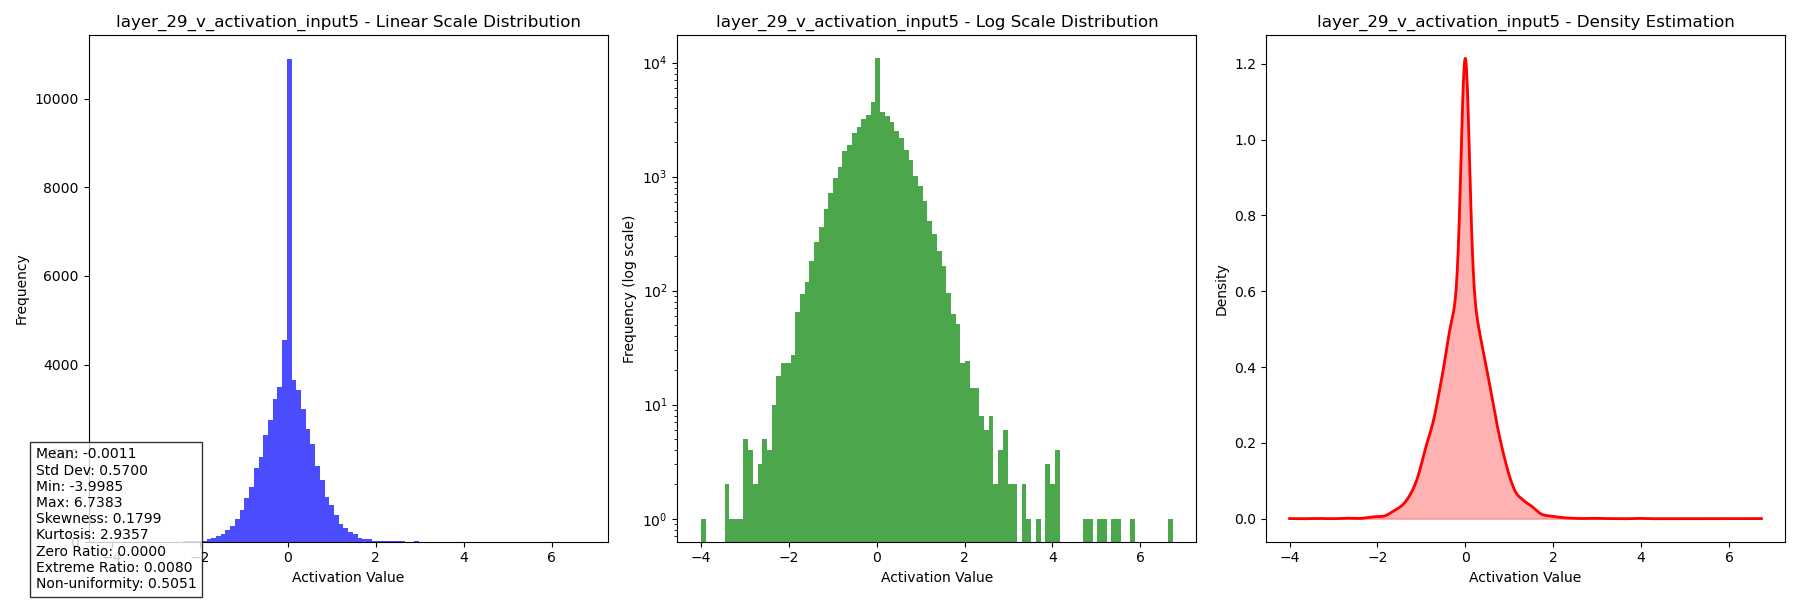 layer_29_v_activation_input5 - Linear Scale Distribution
10000
8000
6000
4000
Frequency
Mean: -0.0011
Std Dev: 0.5700
Min: -3.9985
Max: 6.7383
Skewness: 0.1799
Kurtosis: 2.9357
Zero Ratio: 0.0000
Extreme Ratio: 0.0080
Non-uniformity: 0.5051
−4 −2 0 2 4 6
Activation Value
layer_29_v_activation_input5 - Log Scale Distribution
10⁴
10³
10²
10¹
10⁰
Frequency (log scale)
−4 −2 0 2 4 6
Activation Value
layer_29_v_activation_input5 - Density Estimation
1.2
1.0
0.8
0.6
0.4
0.2
0.0
Density
−4 −2 0 2 4 6
Activation Value